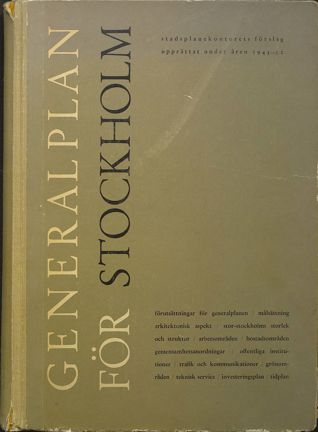 GENERALPLAN
FÖR STOCKHOLM
stadsplanekontorets förslag
upprättat under åren 1945-52
förutsättningar för generalplanen / målsättning
arkitektonisk aspekt / stor-stockholms storlek
och struktur / arbetsområden / bostadsområden
gemensamhetsanordningar / offentliga institu-
tioner / trafik och kommunikationer / grönom-
råden / teknisk service / investeringsplan / tidplan